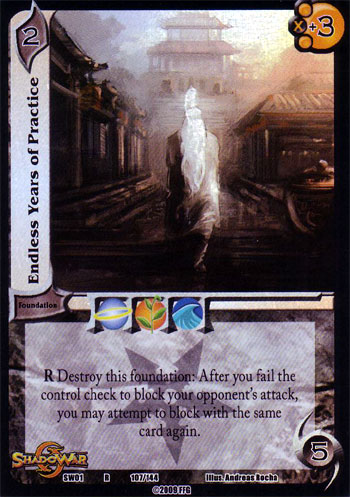 2
+3
Endless Years of Practice
Foundation
R Destroy this foundation: After you fail the
control check to block your opponent's attack,
you may attempt to block with the same
card again.
5
SHADOWAR
SW01 R 107/144 Illus. Andreas Rocha
©2009 FFG